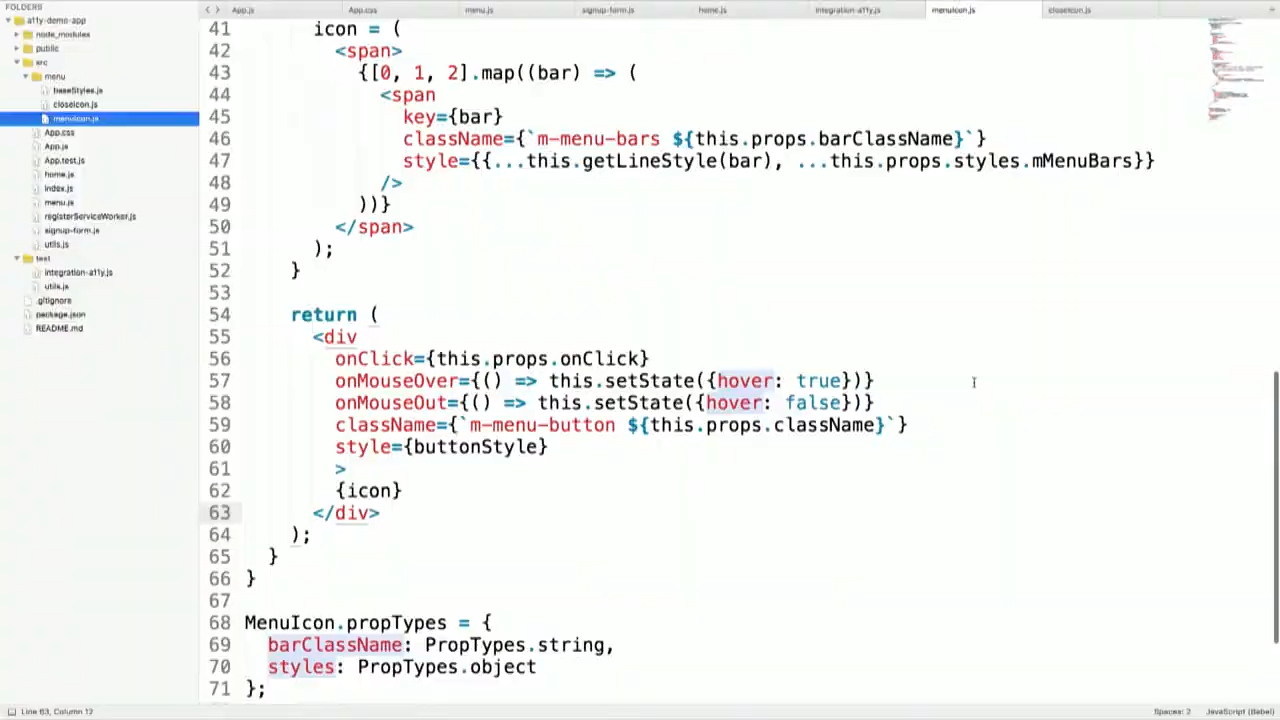 FOLDERS
a11y-demo-app
node_modules
public
src
menu
baseStyles.js
closeIcon.js
menuIcon.js
App.css
App.js
App.test.js
home.js
index.js
menu.js
registerServiceWorker.js
signup-form.js
utils.js
test
integration-a11y.js
utils.js
.gitignore
package.json
README.md
App.js App.css menu.js signup-form.js home.js integration-a11y.js menuIcon.js closeIcon.js
41 icon = (
42 <span>
43 {[0, 1, 2].map((bar) => (
44 <span
45 key={bar}
46 className={`m-menu-bars ${this.props.barClassName}`}
47 style={{...this.getLineStyle(bar), ...this.props.styles.mMenuBars}}
48 />
49 ))}
50 </span>
51 );
52 }
53
54 return (
55 <div
56 onClick={this.props.onClick}
57 onMouseOver={() => this.setState({hover: true})}
58 onMouseOut={() => this.setState({hover: false})}
59 className={`m-menu-button ${this.props.className}`}
60 style={buttonStyle}
61 >
62 {icon}
63 </div>
64 );
65 }
66 }
67
68 MenuIcon.propTypes = {
69 barClassName: PropTypes.string,
70 styles: PropTypes.object
71 };
Line 63, Column 12
Spaces: 2 JavaScript (Babel)